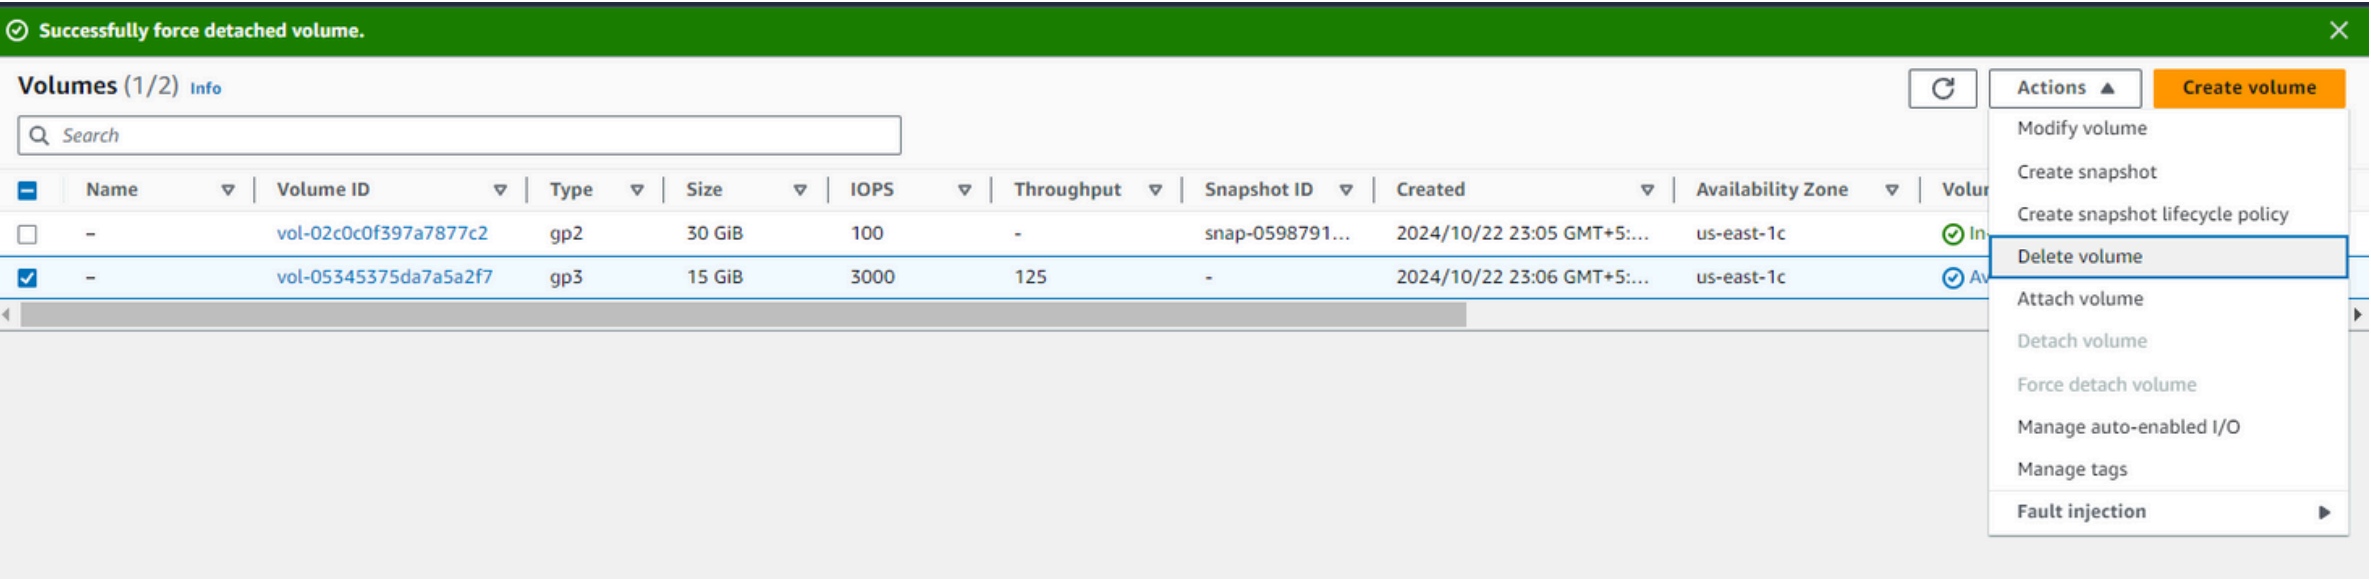 Successfully force detached volume.
Volumes (1/2) Info
Actions
Create volume
Search
Name Volume ID Type Size IOPS Throughput Snapshot ID Created Availability Zone Volur
– vol-02c0c0f397a7877c2 gp2 30 GiB 100 - snap-0598791... 2024/10/22 23:05 GMT+5:... us-east-1c In-
– vol-05345375da7a5a2f7 gp3 15 GiB 3000 125 - 2024/10/22 23:06 GMT+5:... us-east-1c Av
Modify volume
Create snapshot
Create snapshot lifecycle policy
Delete volume
Attach volume
Detach volume
Force detach volume
Manage auto-enabled I/O
Manage tags
Fault injection